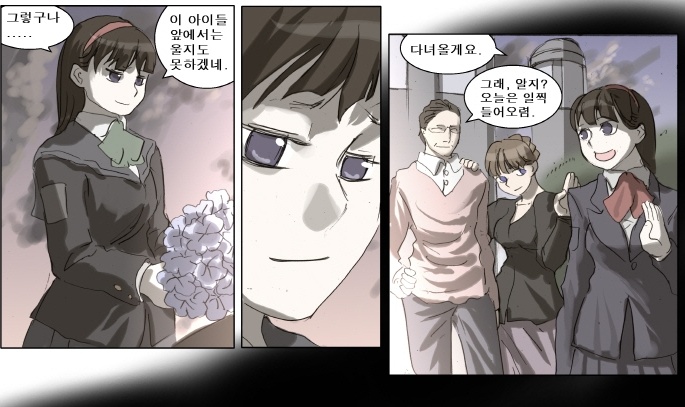 그렇구나
.....
이 아이들
앞에서는
울지도
못하겠네.
다녀올게요.
그래, 알지?
오늘은 일찍
들어오렴.